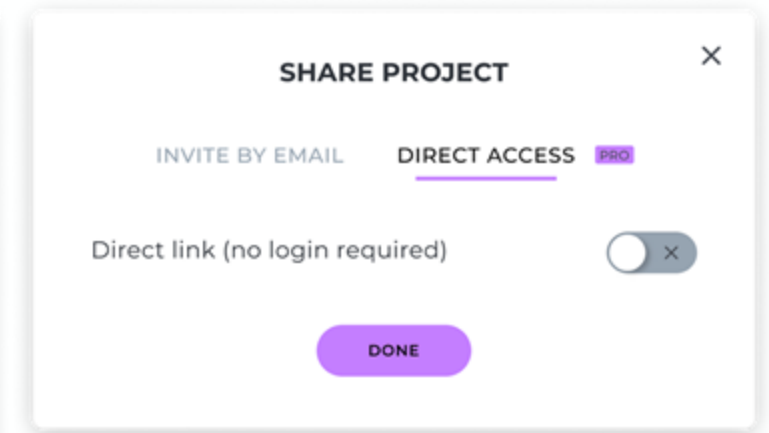 SHARE PROJECT
INVITE BY EMAIL DIRECT ACCESS PRO
Direct link (no login required)
DONE